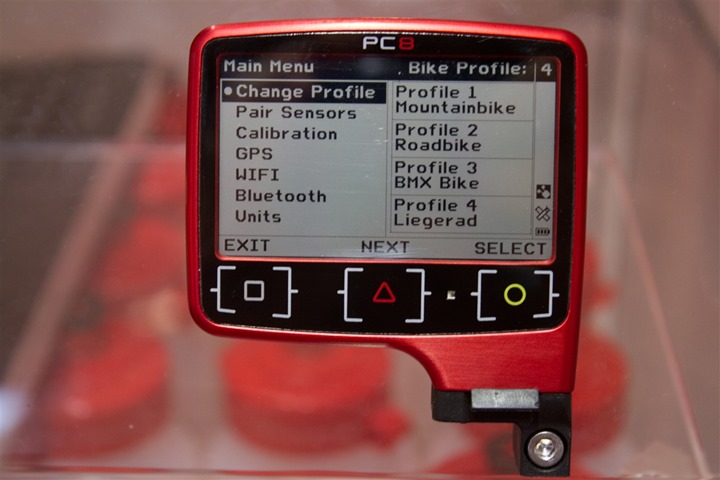 PC8
Main Menu
Bike Profile: 4
Change Profile
Pair Sensors
Calibration
GPS
WIFI
Bluetooth
Units
Profile 1
Mountainbike
Profile 2
Roadbike
Profile 3
BMX Bike
Profile 4
Liegerad
EXIT
NEXT
SELECT